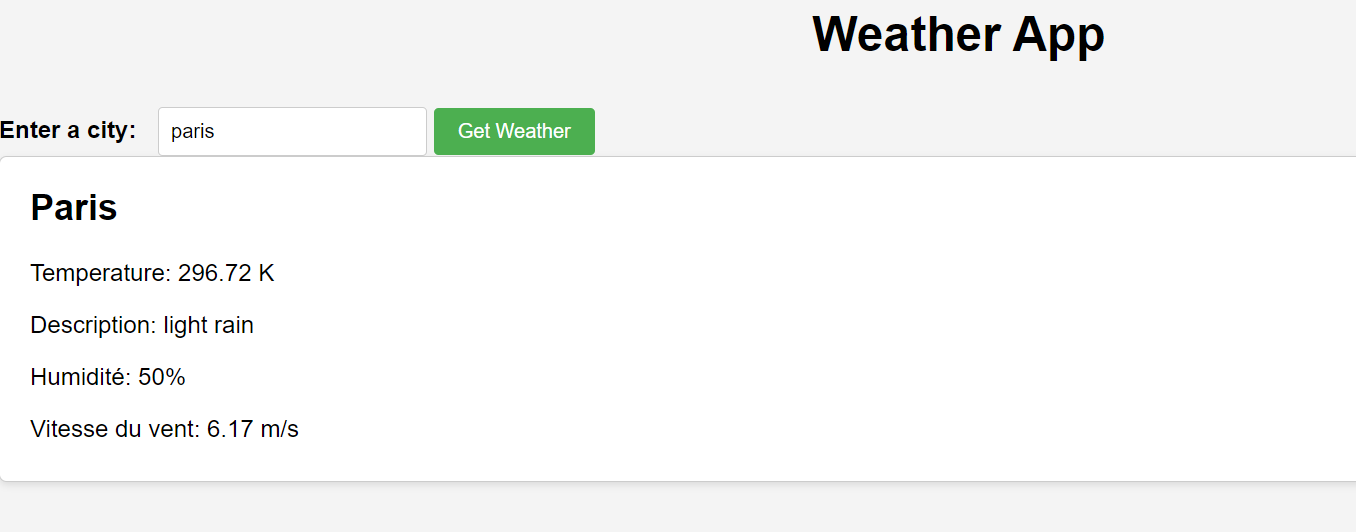 Weather App
Enter a city: paris Get Weather
Paris
Temperature: 296.72 K
Description: light rain
Humidité: 50%
Vitesse du vent: 6.17 m/s